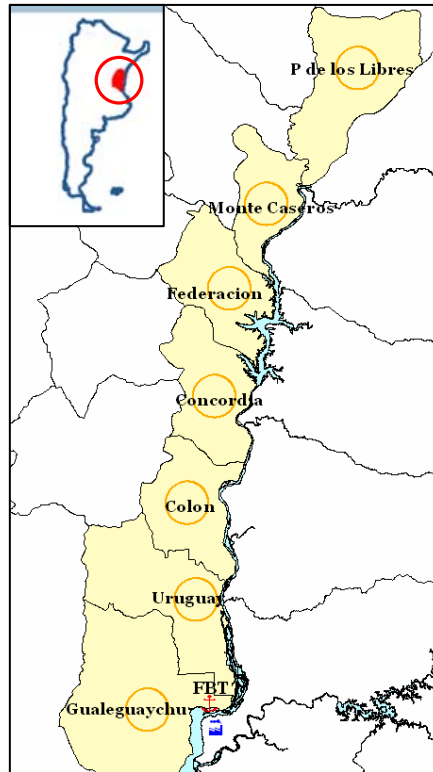 P de los Libres
Monte Caseros
Federacion
Concordia
Colon
Uruguay
FBT
Gualeguaychu